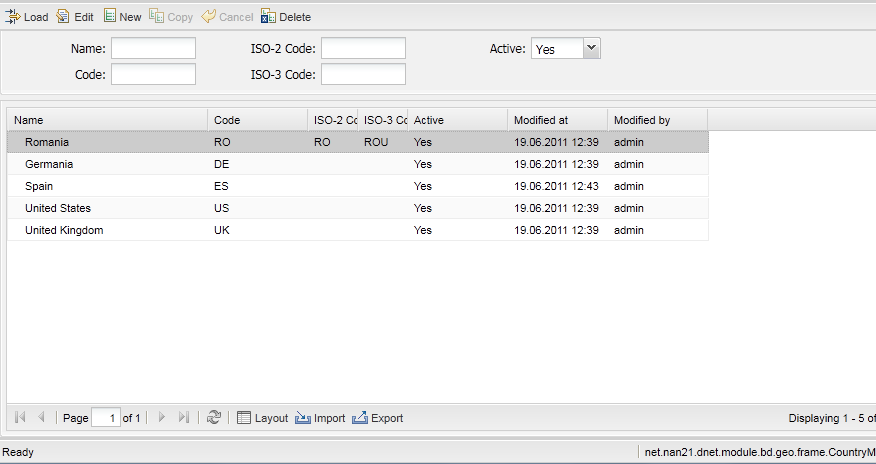 Load Edit New Copy Cancel Delete
Name: ISO-2 Code: Active: Yes
Code: ISO-3 Code:
Name Code ISO-2 Co ISO-3 Co Active Modified at Modified by
Romania RO RO ROU Yes 19.06.2011 12:39 admin
Germania DE Yes 19.06.2011 12:39 admin
Spain ES Yes 19.06.2011 12:43 admin
United States US Yes 19.06.2011 12:39 admin
United Kingdom UK Yes 19.06.2011 12:39 admin
Page 1 of 1 Layout Import Export Displaying 1 - 5 of
Ready net.nan21.dnet.module.bd.geo.frame.CountryM